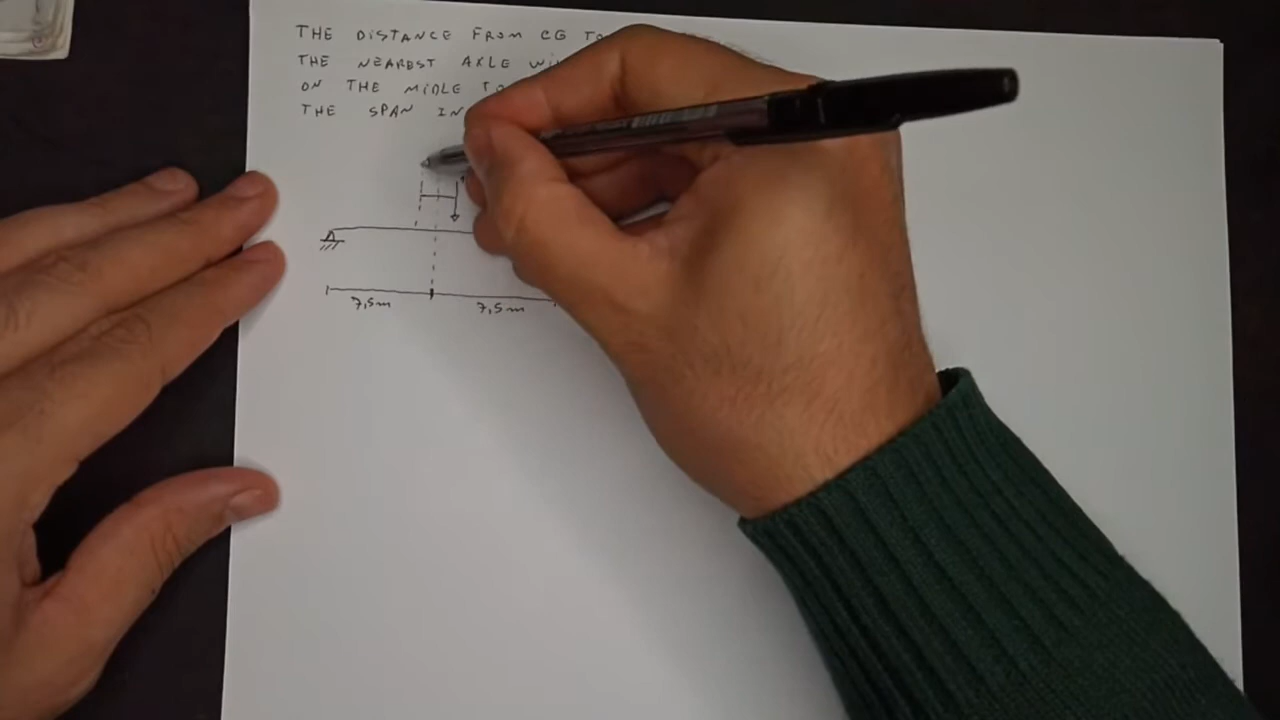 THE DISTANCE FROM CG TO
THE NEAREST AXLE
ON THE MIDLE
THE SPAN
7,5m 7,5m